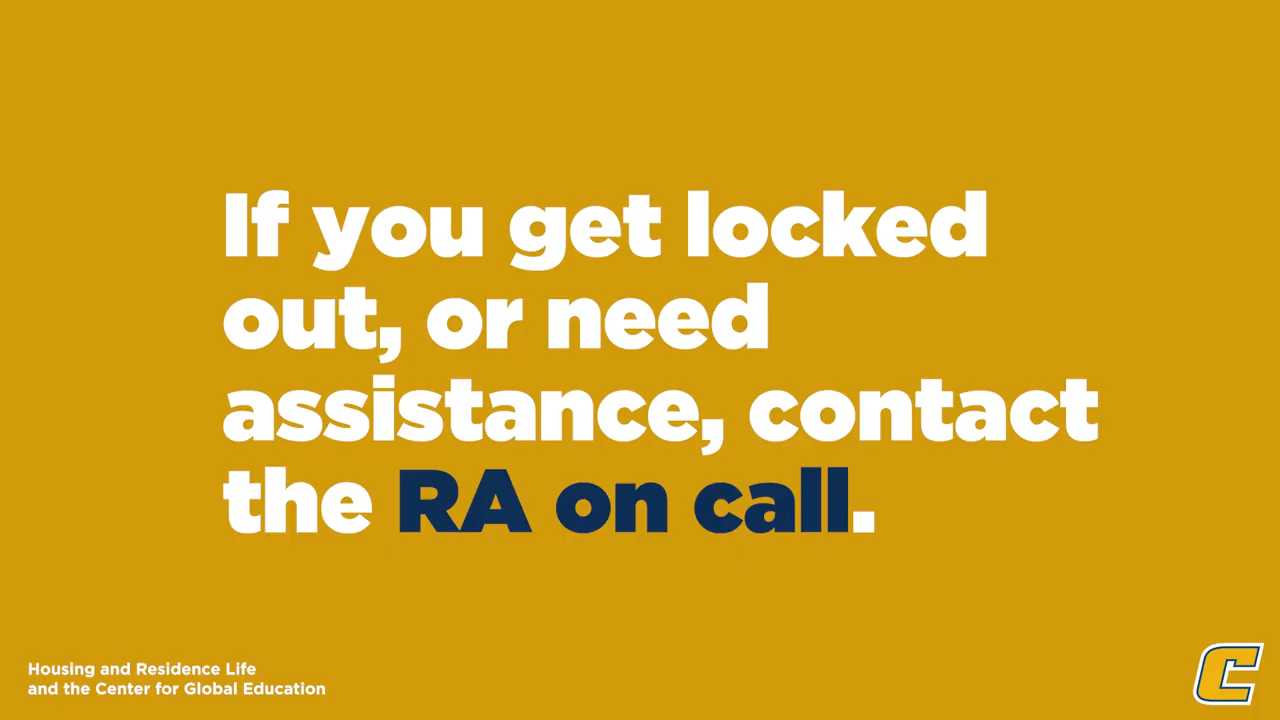 If you get locked
out, or need
assistance, contact
the RA on call.
Housing and Residence Life
and the Center for Global Education
C